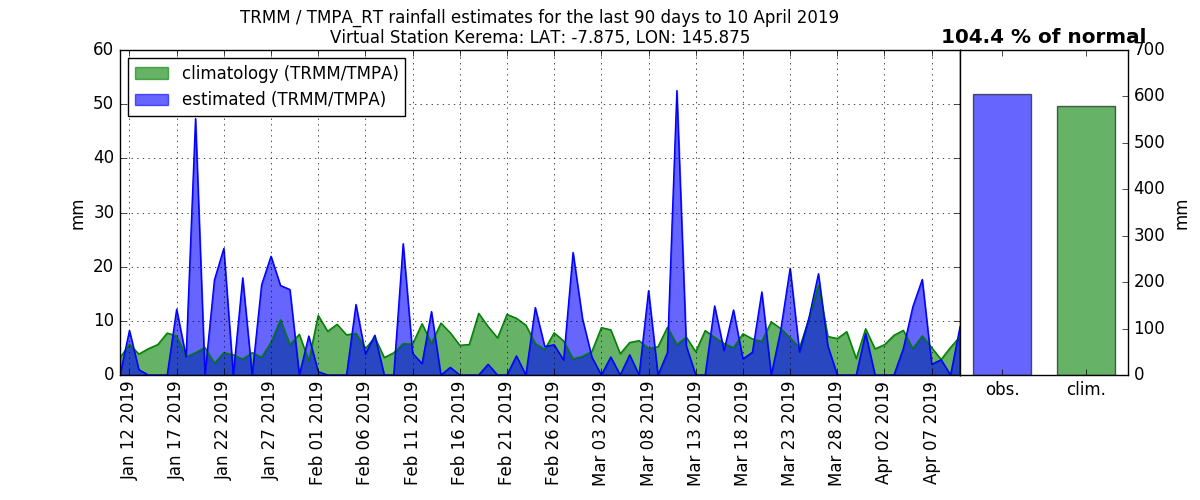 TRMM / TMPA_RT rainfall estimates for the last 90 days to 10 April 2019
Virtual Station Kerema: LAT: -7.875, LON: 145.875
104.4 % of normal
climatology (TRMM/TMPA)
estimated (TRMM/TMPA)
60
50
40
30
20
10
0
mm
Jan 12 2019
Jan 17 2019
Jan 22 2019
Jan 27 2019
Feb 01 2019
Feb 06 2019
Feb 11 2019
Feb 16 2019
Feb 21 2019
Feb 26 2019
Mar 03 2019
Mar 08 2019
Mar 13 2019
Mar 18 2019
Mar 23 2019
Mar 28 2019
Apr 02 2019
Apr 07 2019
obs.
clim.
700
600
500
400
300
200
100
0
mm